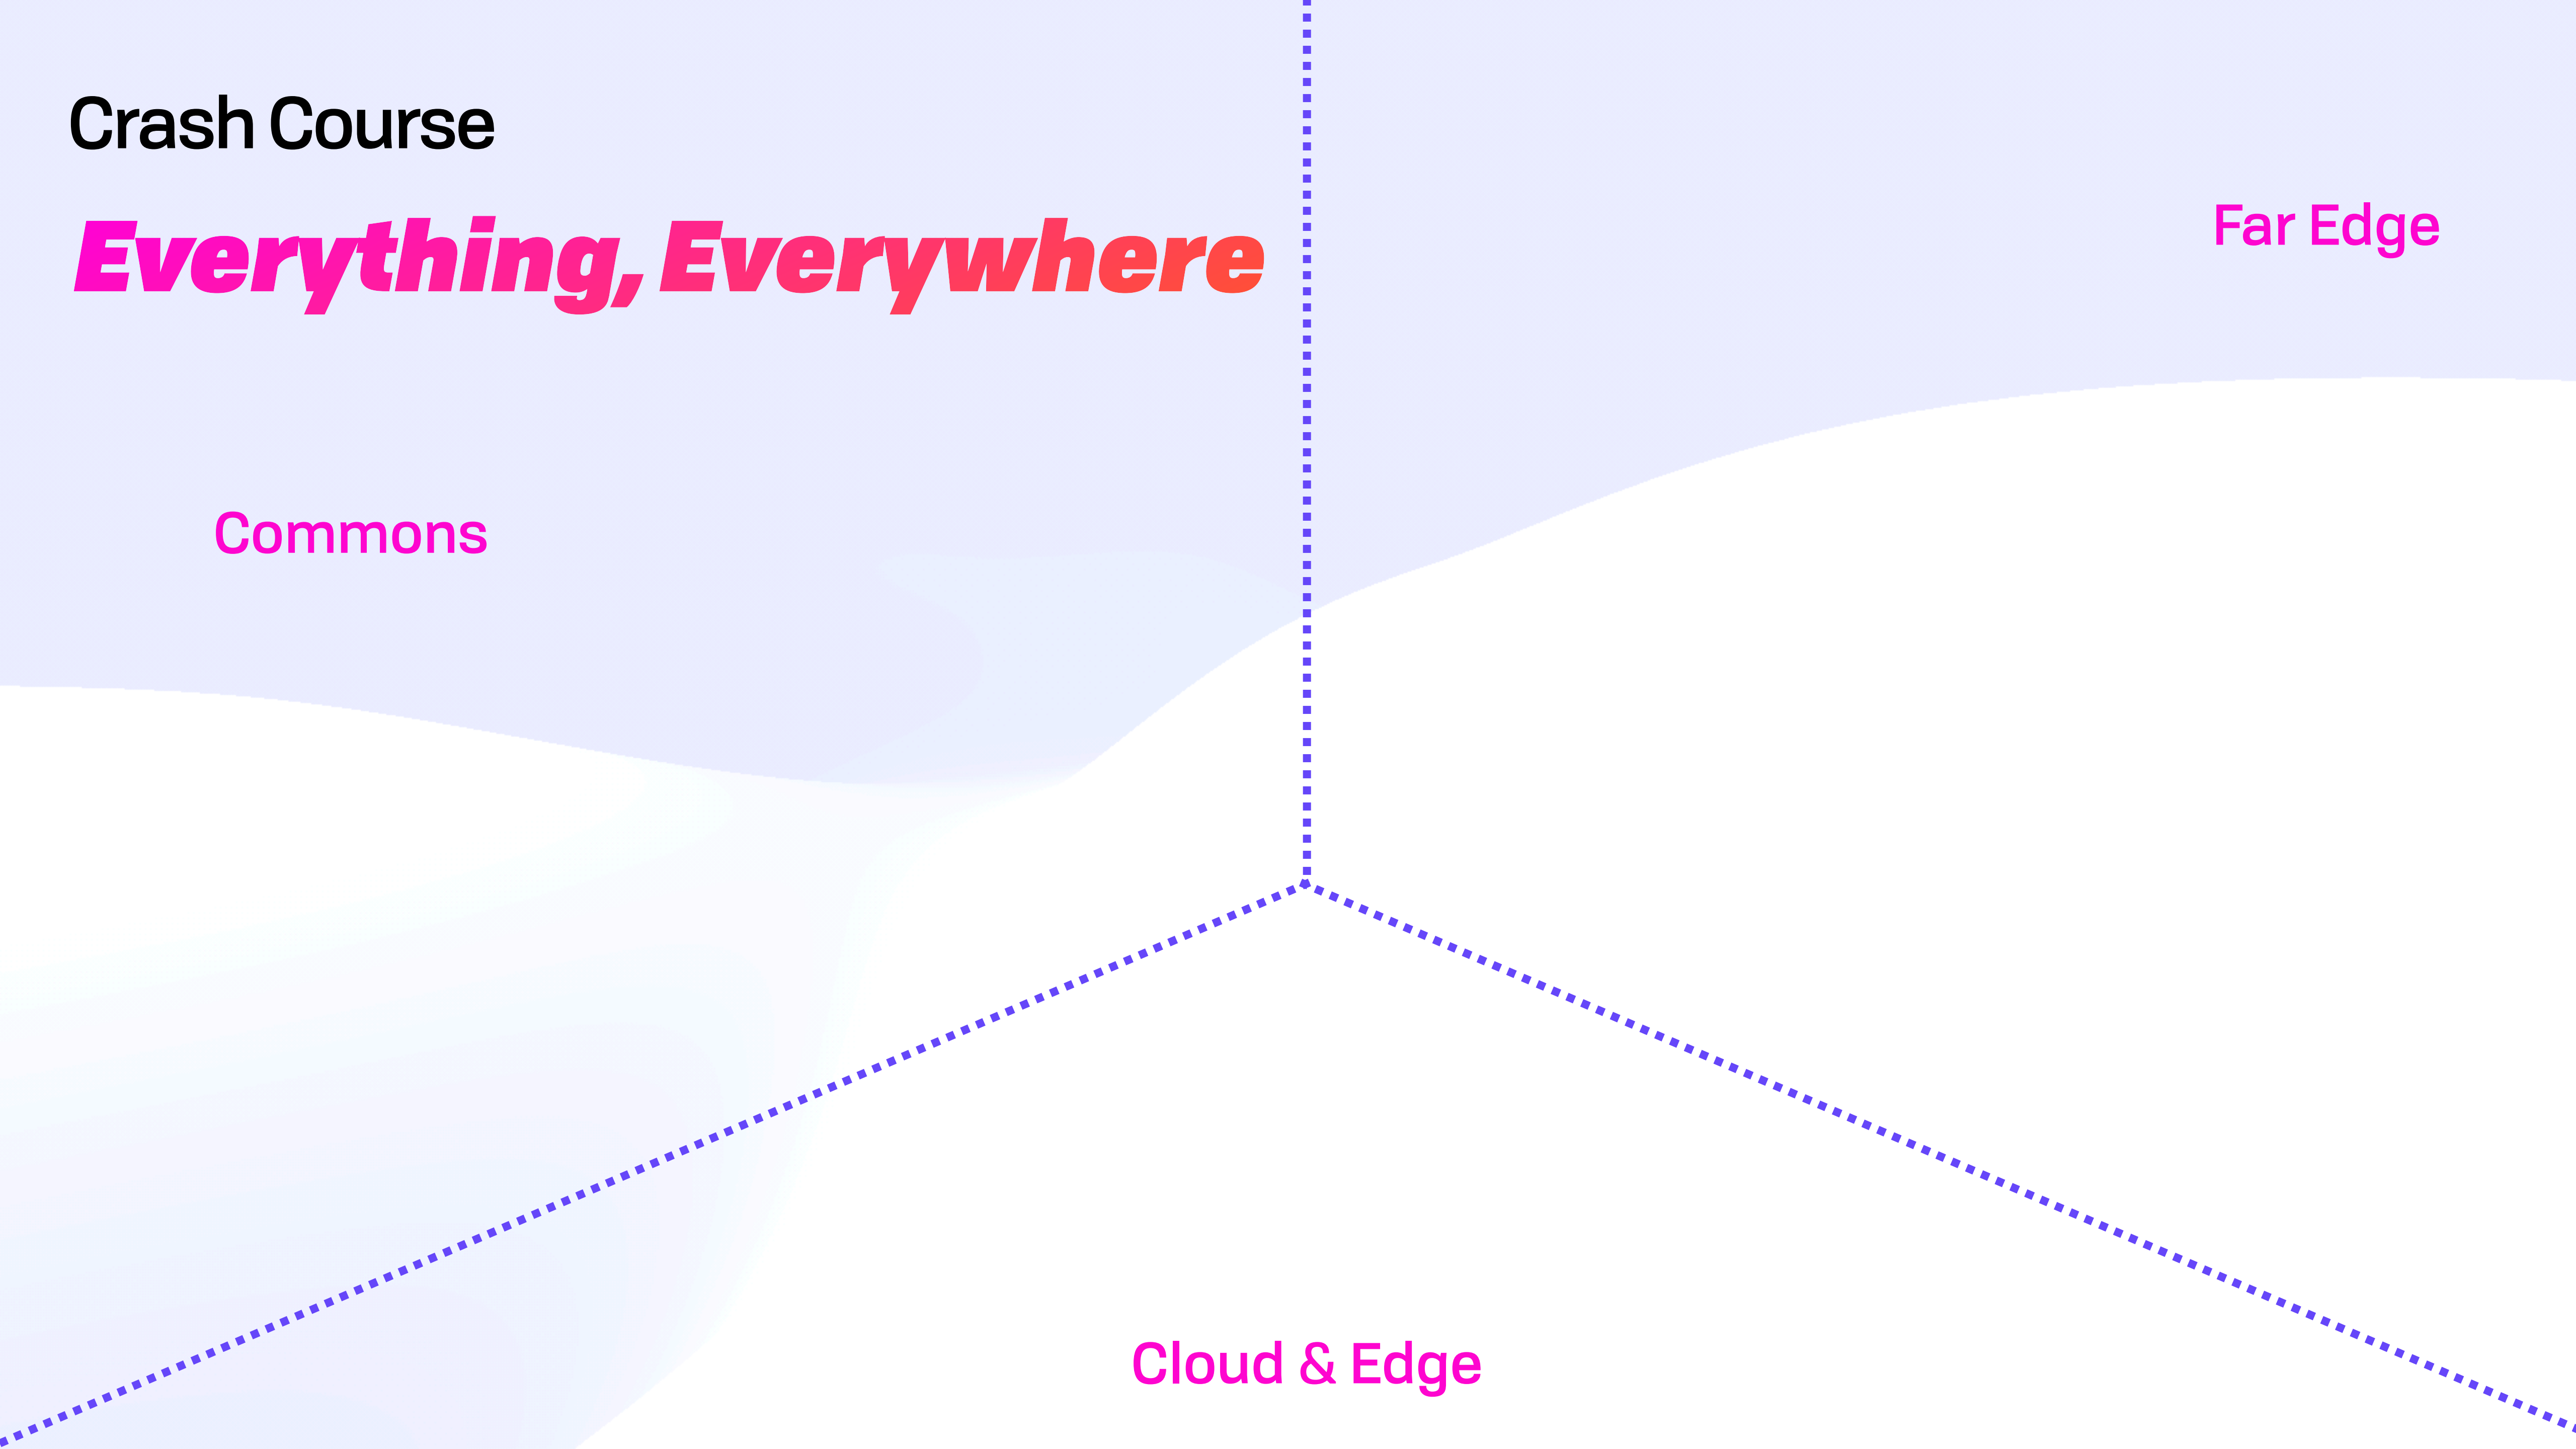 Crash Course
Everything, Everywhere
Far Edge
Commons
Cloud & Edge